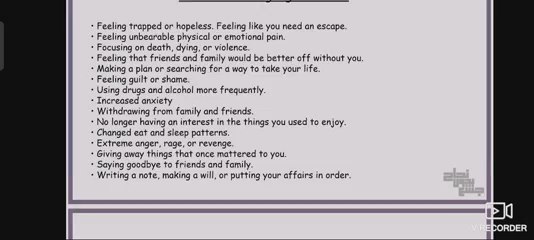 • Feeling trapped or hopeless. Feeling like you need an escape.
• Feeling unbearable physical or emotional pain.
• Focusing on death, dying, or violence.
• Feeling that friends and family would be better off without you.
• Making a plan or searching for a way to take your life.
• Feeling guilt or shame.
• Using drugs and alcohol more frequently.
• Increased anxiety
• Withdrawing from family and friends.
• No longer having an interest in the things you used to enjoy.
• Changed eat and sleep patterns.
• Extreme anger, rage, or revenge.
• Giving away things that once mattered to you.
• Saying goodbye to friends and family.
• Writing a note, making a will, or putting your affairs in order.
V RECORDER